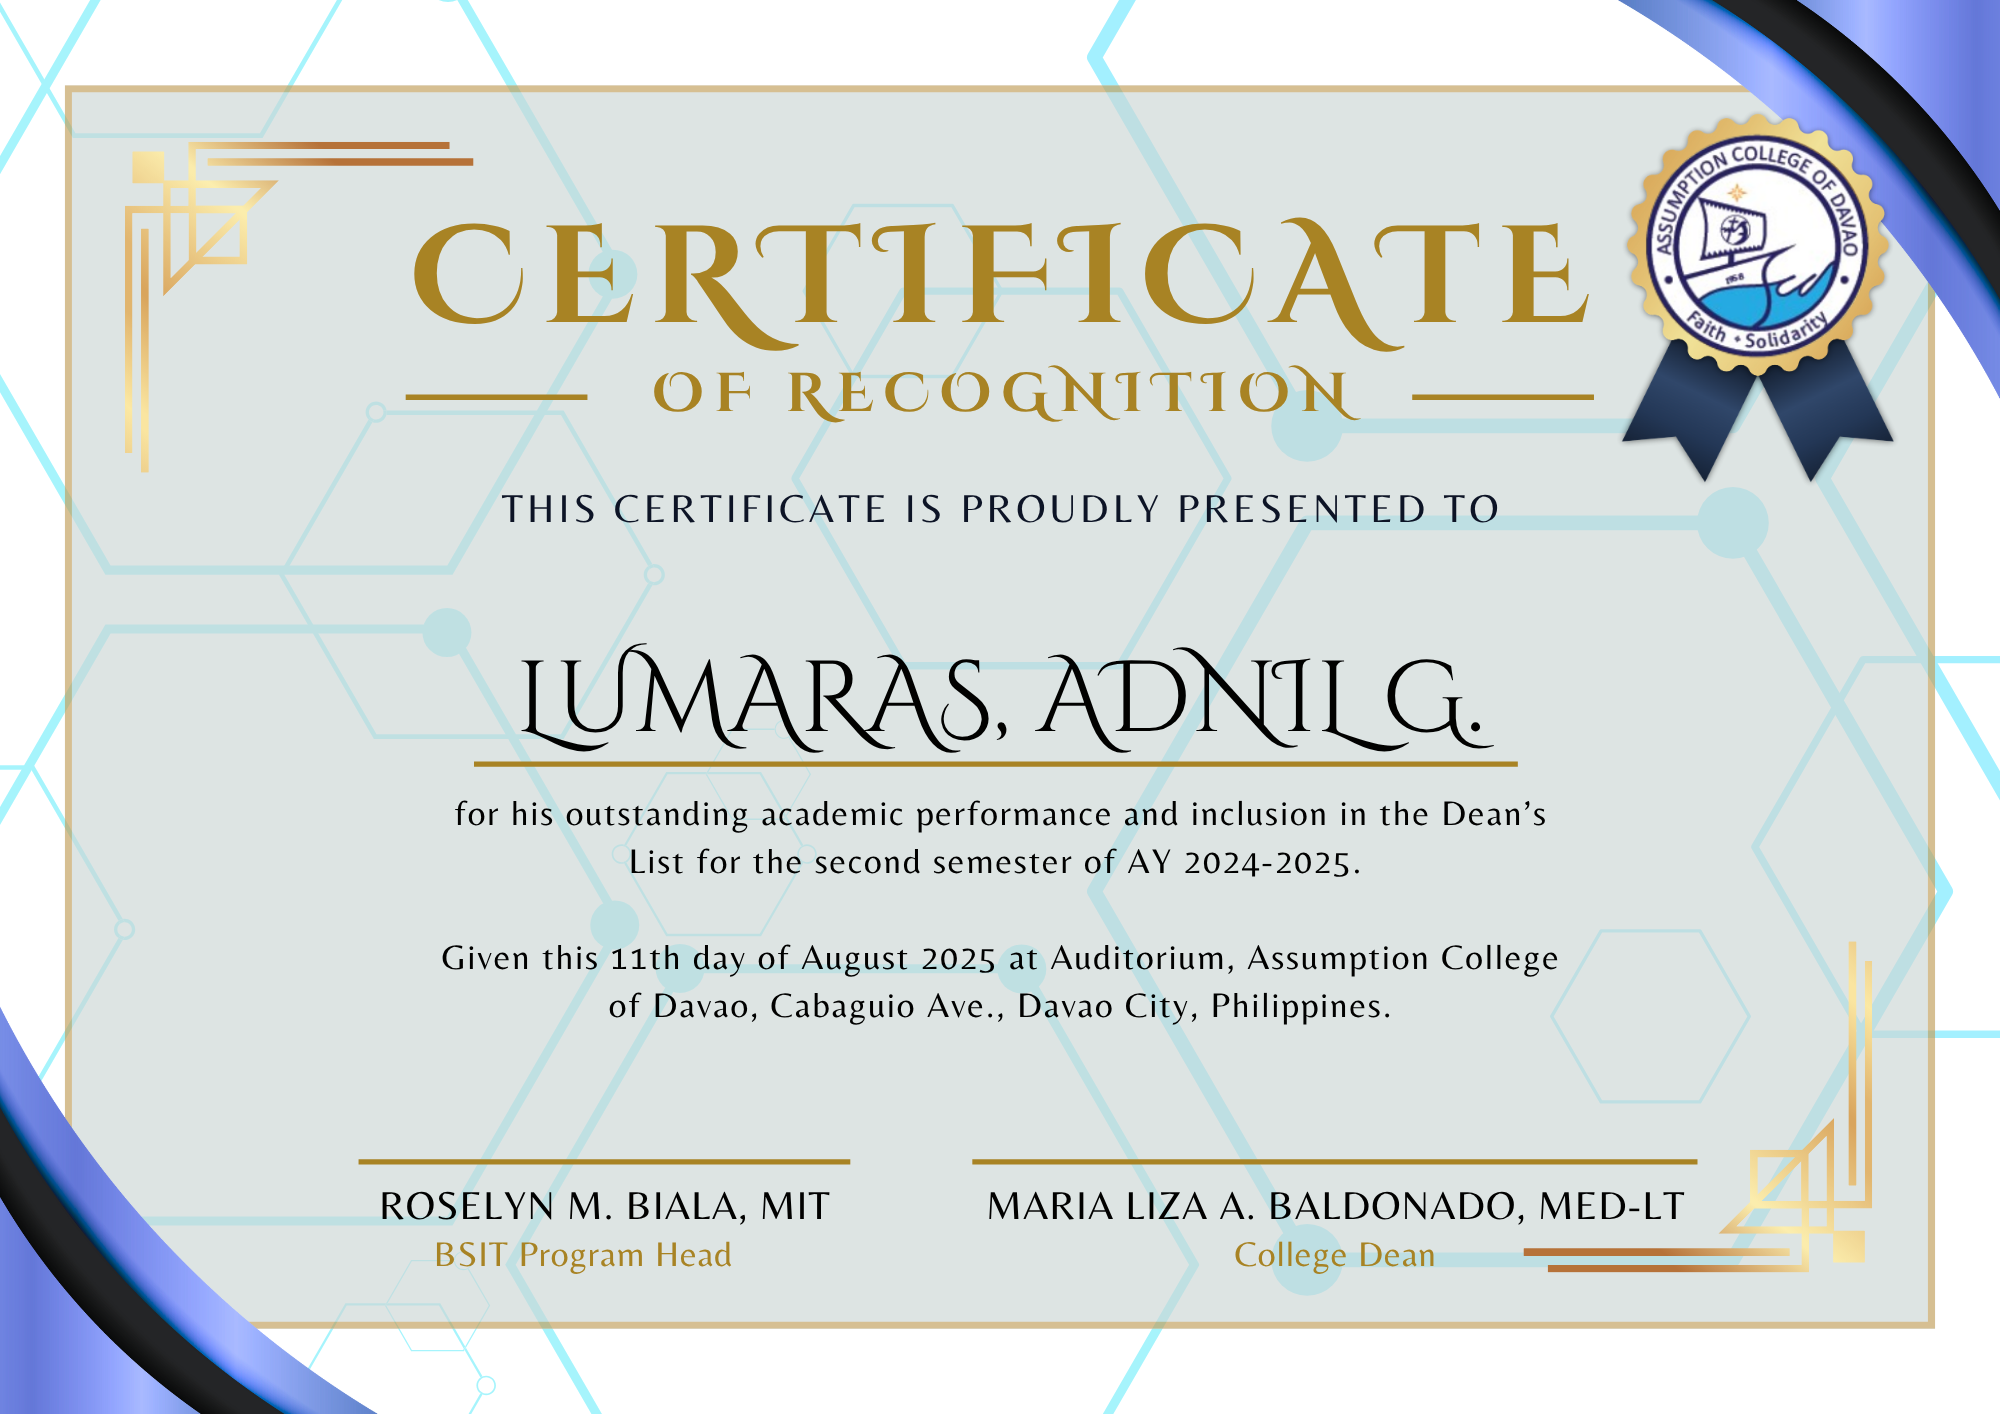 CERTIFICATE
OF RECOGNITION
ASSUMPTION COLLEGE OF DAVAO
1958
Faith + Solidarity
THIS CERTIFICATE IS PROUDLY PRESENTED TO
LUMARAS, ADNIL G.
for his outstanding academic performance and inclusion in the Dean’s
List for the second semester of AY 2024-2025.
Given this 11th day of August 2025 at Auditorium, Assumption College
of Davao, Cabaguio Ave., Davao City, Philippines.
ROSELYN M. BIALA, MIT
BSIT Program Head
MARIA LIZA A. BALDONADO, MED-LT
College Dean